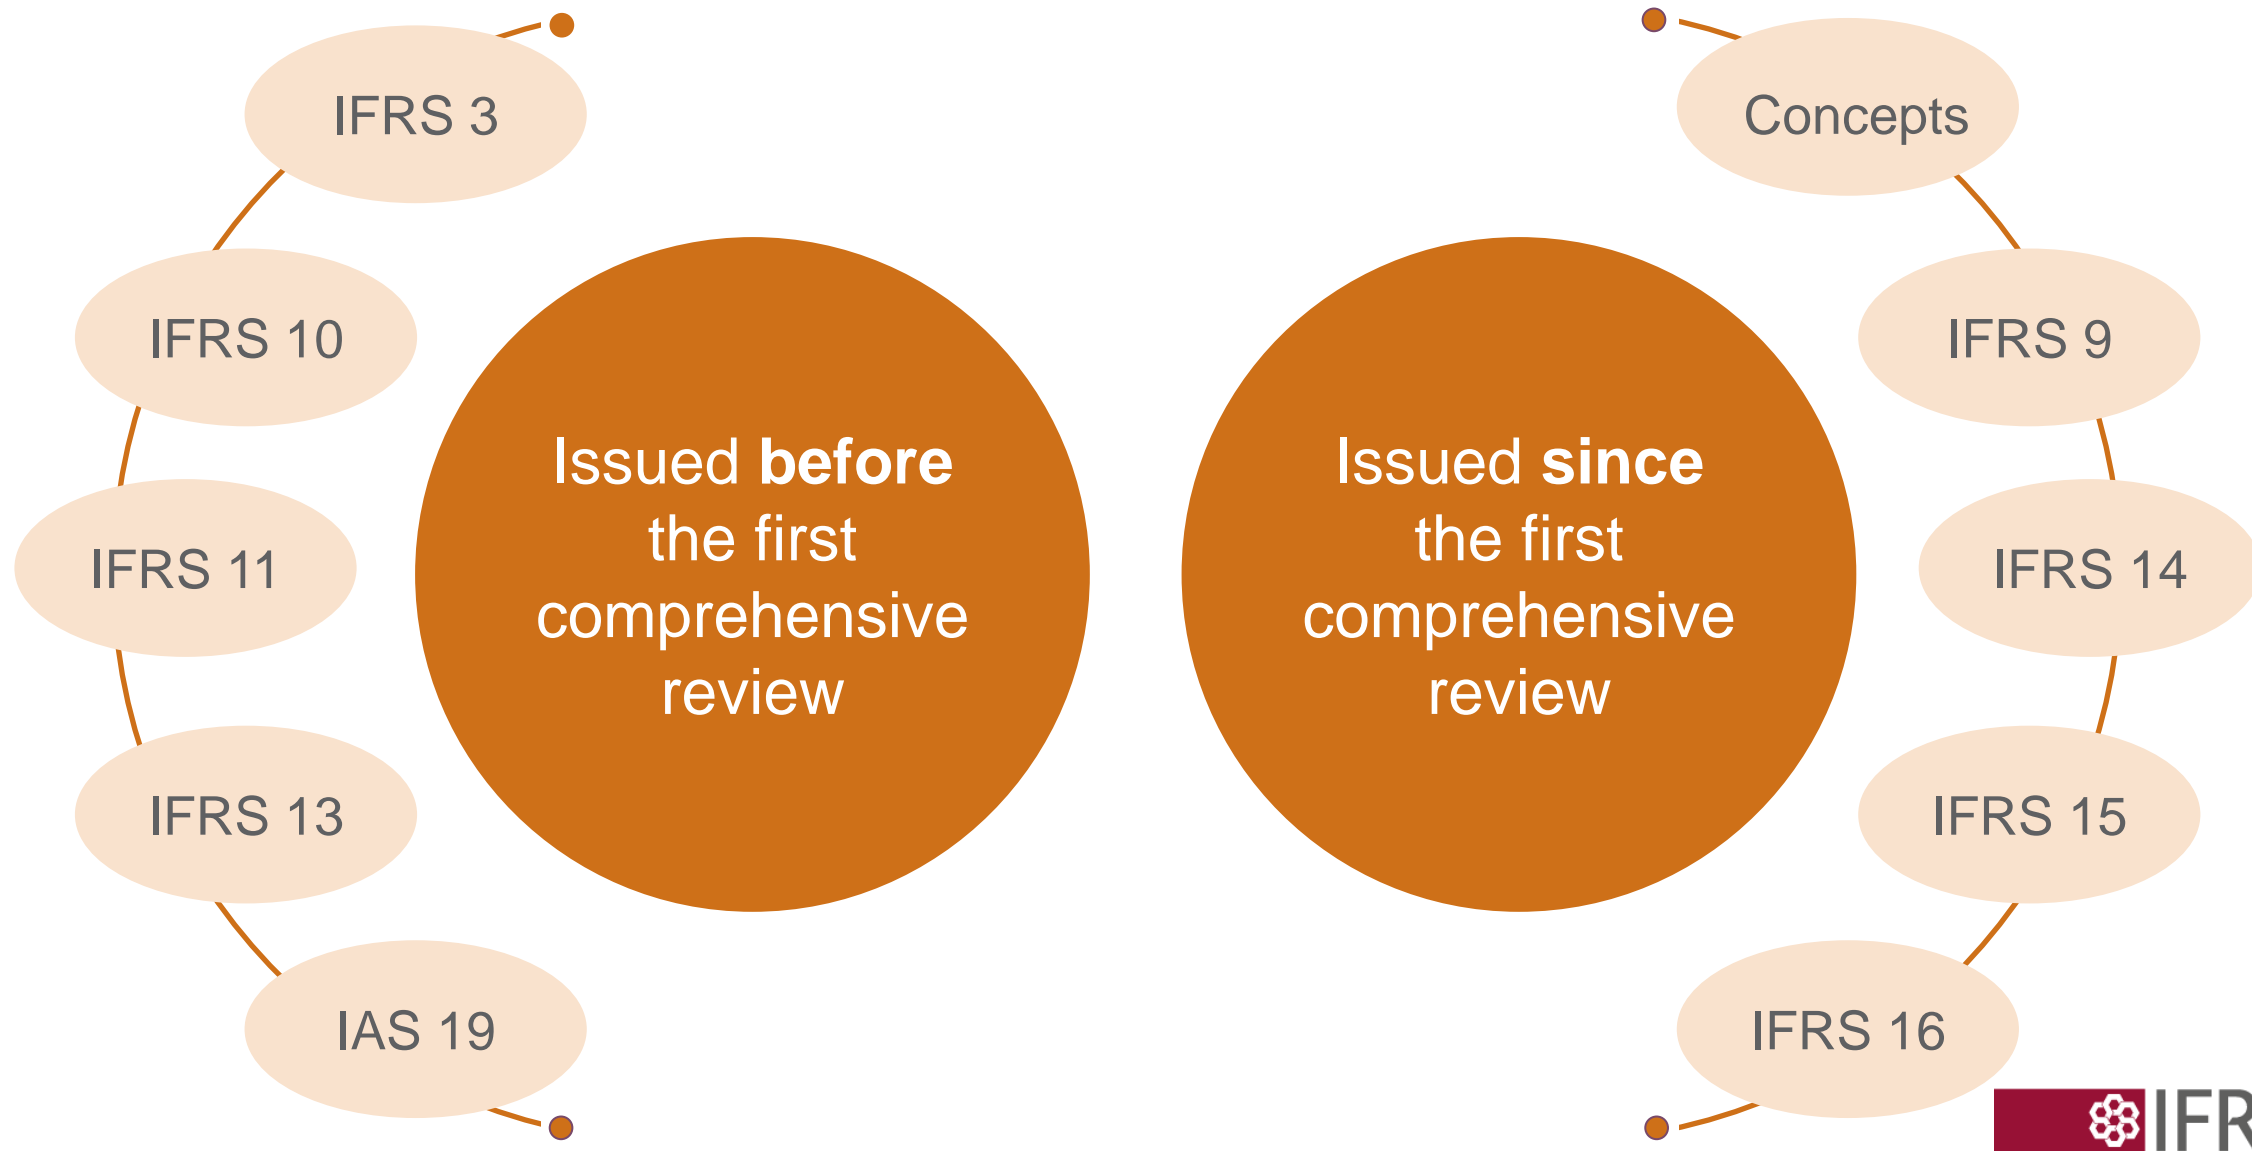 IFRS 3
IFRS 10
IFRS 11
IFRS 13
IAS 19
Issued before
the first
comprehensive
review
Issued since
the first
comprehensive
review
Concepts
IFRS 9
IFRS 14
IFRS 15
IFRS 16
IFR